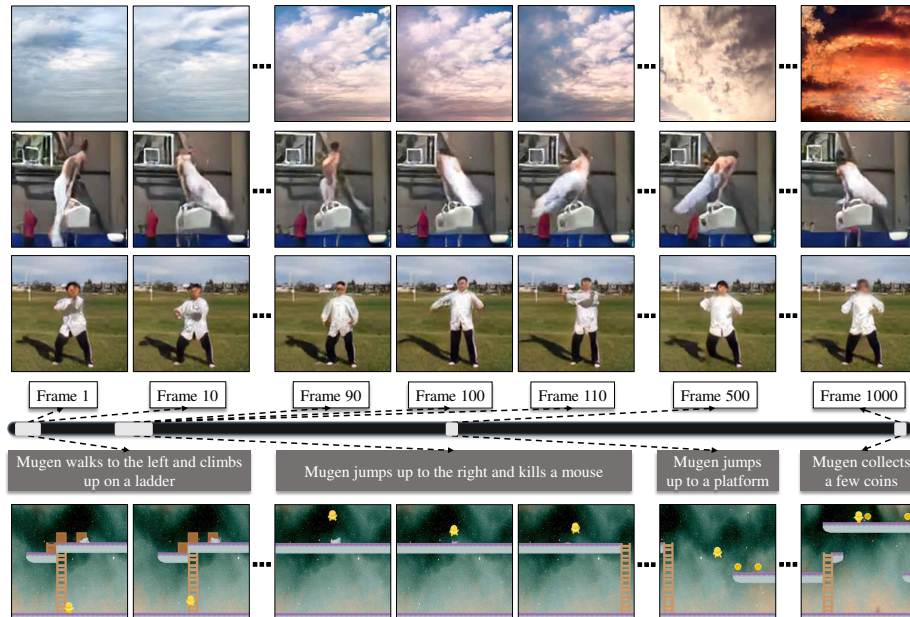 Frame 1
Frame 10
Frame 90
Frame 100
Frame 110
Frame 500
Frame 1000
Mugen walks to the left and climbs
up on a ladder
Mugen jumps up to the right and kills a mouse
Mugen jumps
up to a platform
Mugen collects
a few coins